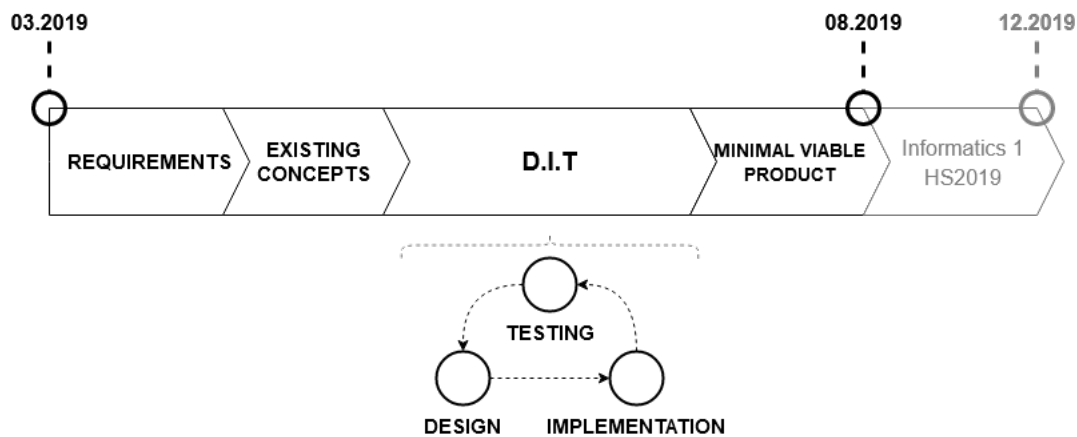 03.2019
08.2019
12.2019
REQUIREMENTS
EXISTING
CONCEPTS
D.I.T
MINIMAL VIABLE
PRODUCT
Informatics 1
HS2019
TESTING
DESIGN
IMPLEMENTATION